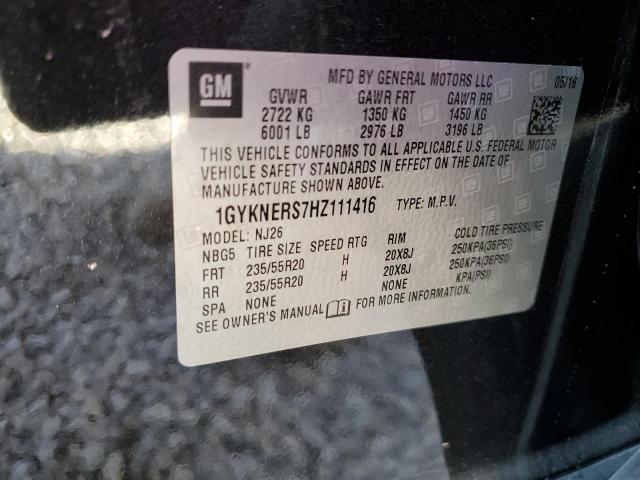 GM
MFD BY GENERAL MOTORS LLC 05/16
GVWR GAWR FRT GAWR RR
2722 KG 1350 KG 1450 KG
6001 LB 2976 LB 3196 LB
THIS VEHICLE CONFORMS TO ALL APPLICABLE U.S. FEDERAL MOTOR
VEHICLE SAFETY STANDARDS IN EFFECT ON THE DATE OF
MANUFACTURE SHOWN ABOVE.
1GYKNERS7HZ111416 TYPE: M.P.V.
MODEL: NJ26
NBG5 TIRE SIZE SPEED RTG RIM COLD TIRE PRESSURE
FRT 235/55R20 H 20X8J 250KPA(36PSI)
RR 235/55R20 H 20X8J 250KPA(36PSI)
SPA NONE NONE KPA(PSI)
SEE OWNER'S MANUAL FOR MORE INFORMATION.